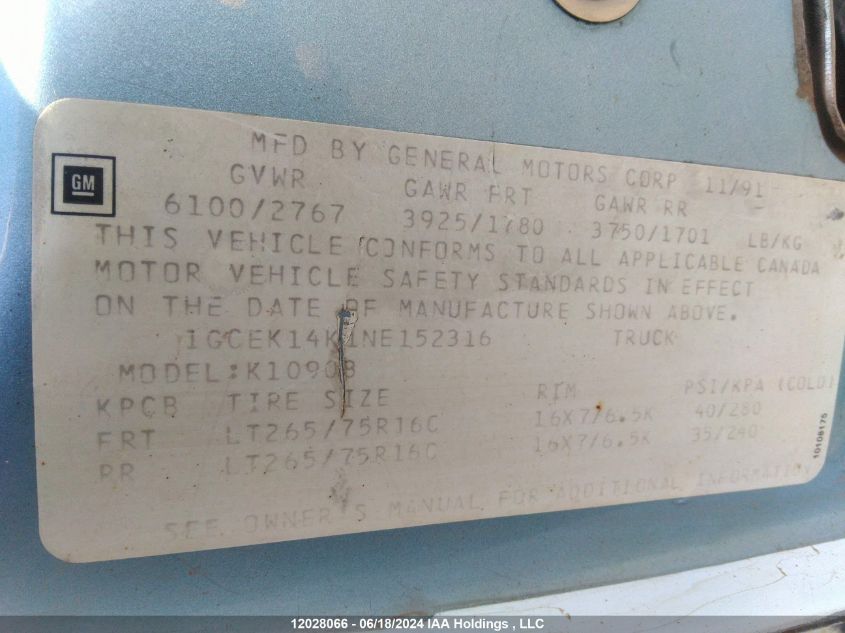 MFD BY GENERAL MOTORS CORP 11/91
GM
GVWR GAWR FRT GAWR RR
6100/2767 3925/1780 3750/1701 LB/KG
THIS VEHICLE CONFORMS TO ALL APPLICABLE CANADA
MOTOR VEHICLE SAFETY STANDARDS IN EFFECT
ON THE DATE OF MANUFACTURE SHOWN ABOVE.
1GCEK14K1NE152316 TRUCK
MODEL:K10903
KPCB TIRE SIZE RIM PSI/KPA (COLD)
FRT LT265/75R16C 16X7/6.5K 40/280
RR LT265/75R16C 16X7/6.5K 35/240
SEE OWNER'S MANUAL FOR ADDITIONAL INFORMATION
10108175
12028066 - 06/18/2024 IAA Holdings , LLC